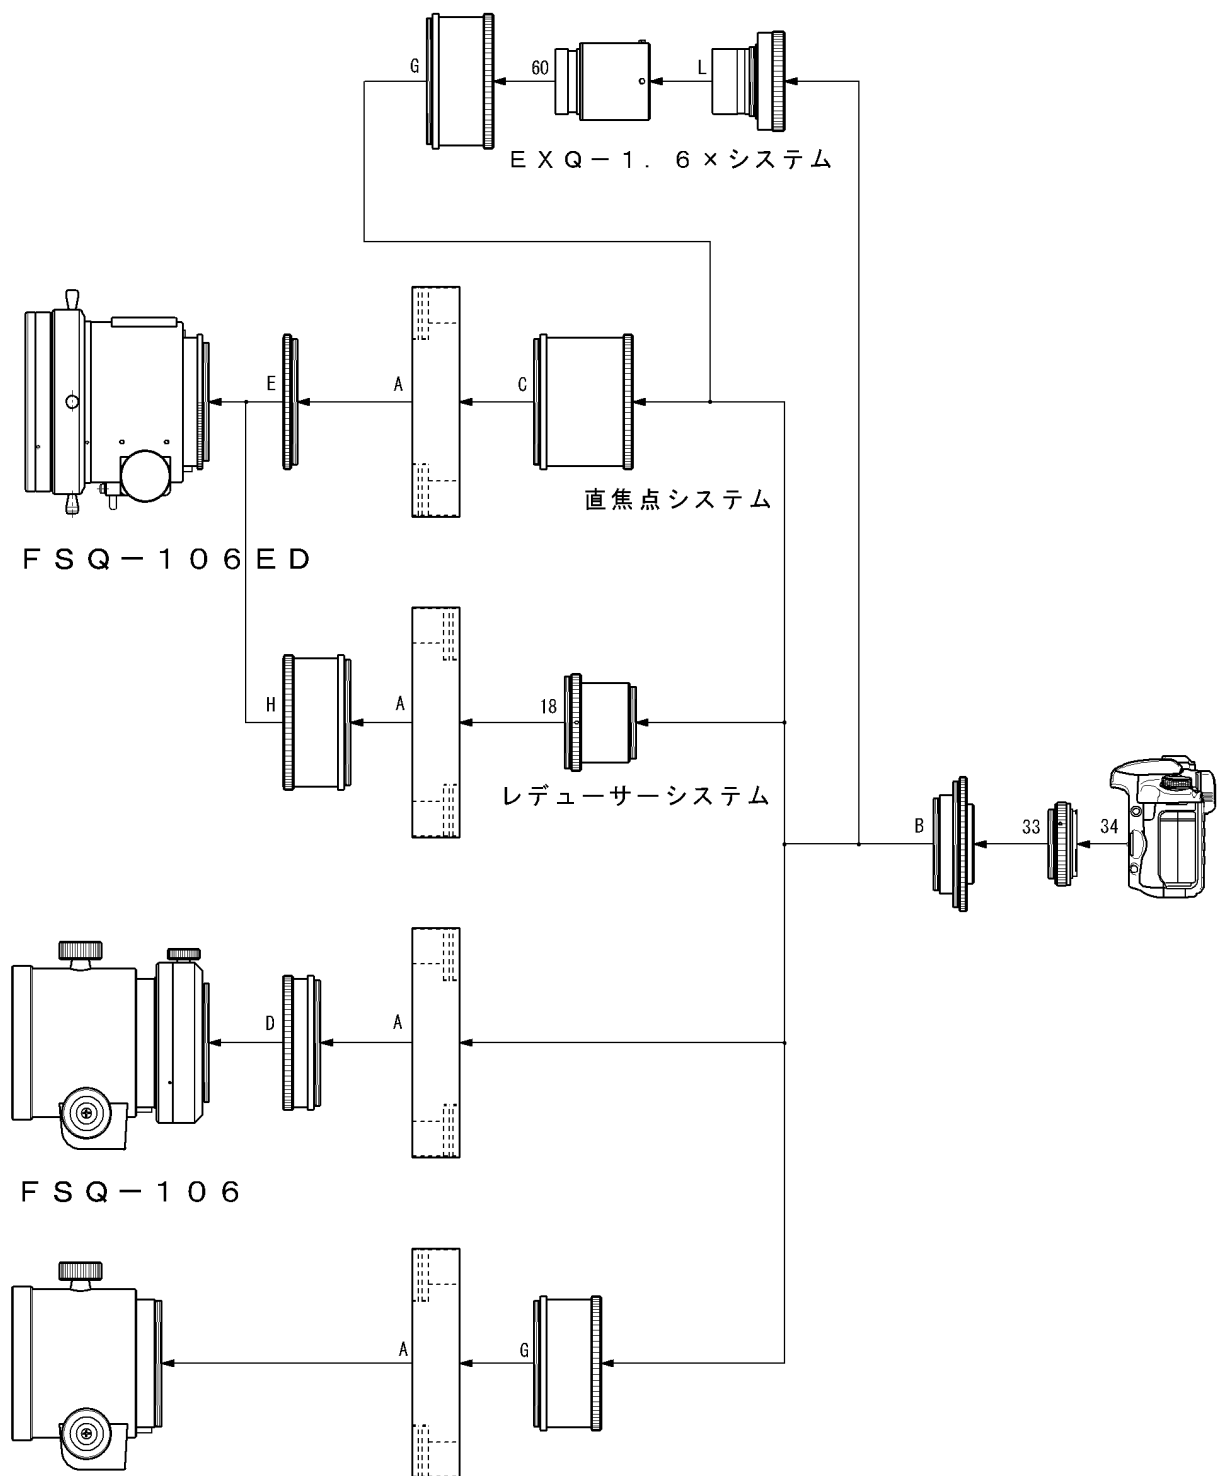 G 60 L
ＥＸＱ－１．６×システム
E A C
直焦点システム
ＦＳＱ－１０６ＥＤ
H A 18
レデューサーシステム
B 33 34
D A
ＦＳＱ－１０６
A G